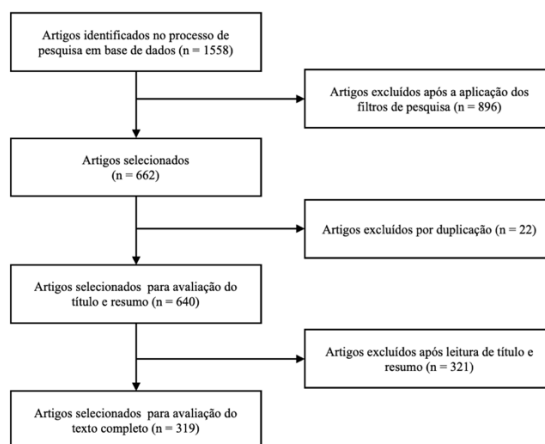 Artigos identificados no processo de
pesquisa em base de dados (n = 1558)
Artigos excluídos após a aplicação dos
filtros de pesquisa (n = 896)
Artigos selecionados
(n = 662)
Artigos excluídos por duplicação (n = 22)
Artigos selecionados para avaliação do
título e resumo (n = 640)
Artigos excluídos após leitura de título e
resumo (n = 321)
Artigos selecionados para avaliação do
texto completo (n = 319)